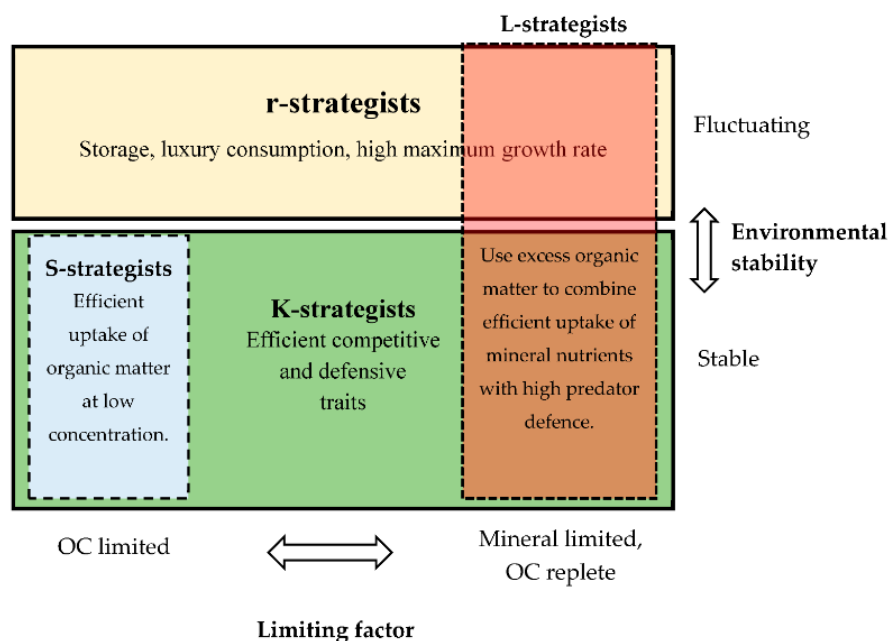 L-strategists
r-strategists
Storage, luxury consumption, high maximum growth rate
Fluctuating
Environmental
stability
S-strategists
Efficient
uptake of
organic matter
at low
concentration.
K-strategists
Efficient competitive
and defensive
traits
Use excess organic
matter to combine
efficient uptake of
mineral nutrients
with high predator
defence.
Stable
OC limited
Mineral limited,
OC replete
Limiting factor